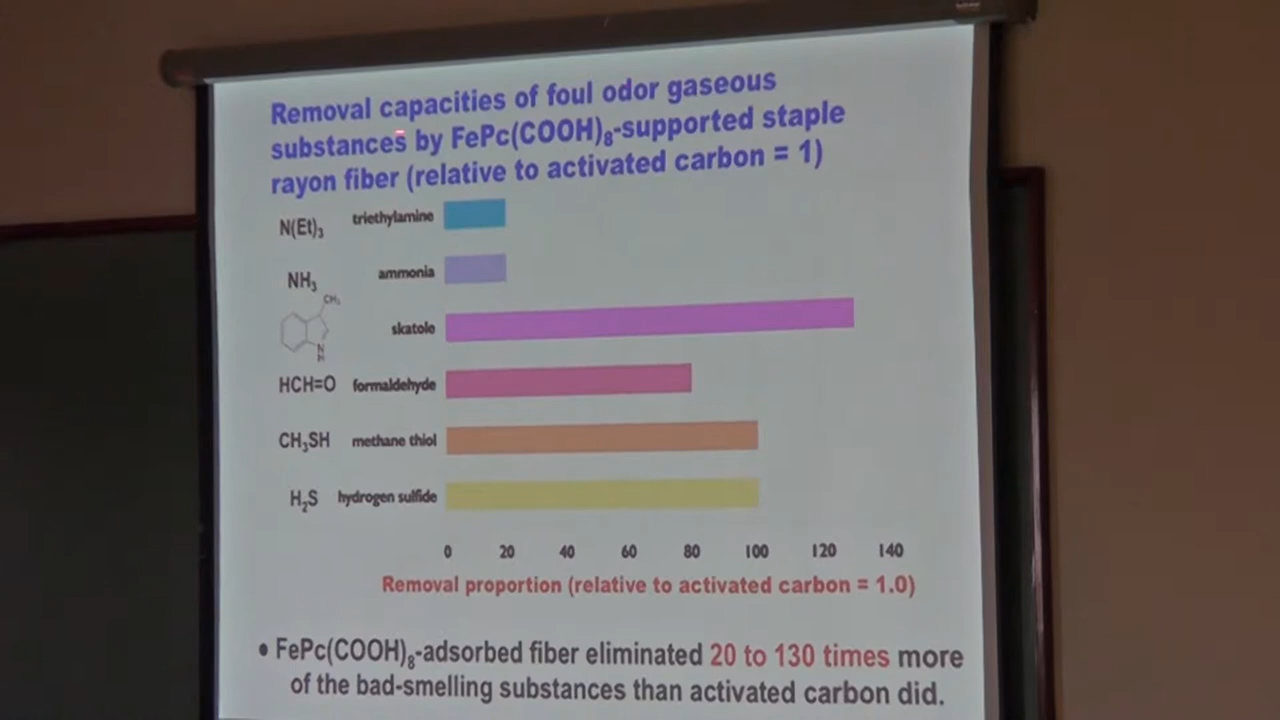 Removal capacities of foul odor gaseous
substances by FePc(COOH)₈-supported staple
rayon fiber (relative to activated carbon = 1)
N(Et)₃ triethylamine
NH₃ ammonia
CH₃
N
H
skatole
HCH=O formaldehyde
CH₃SH methane thiol
H₂S hydrogen sulfide
0 20 40 60 80 100 120 140
Removal proportion (relative to activated carbon = 1.0)
• FePc(COOH)₈-adsorbed fiber eliminated 20 to 130 times more
of the bad-smelling substances than activated carbon did.